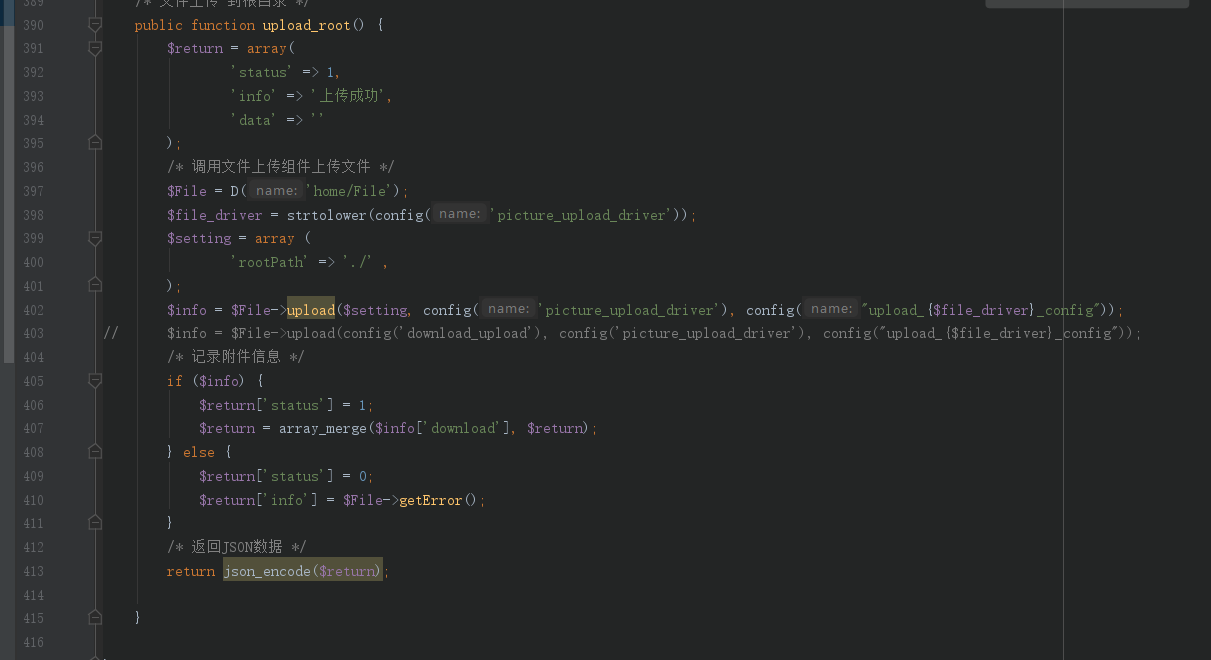 389 /* 文件上传 到根目录 */
390 public function upload_root() {
391 $return = array(
392 'status' => 1,
393 'info' => '上传成功',
394 'data' => ''
395 );
396 /* 调用文件上传组件上传文件 */
397 $File = D( name: 'home/File');
398 $file_driver = strtolower(config( name: 'picture_upload_driver'));
399 $setting = array (
400 'rootPath' => './' ,
401 );
402 $info = $File->upload($setting, config( name: 'picture_upload_driver'), config( name: "upload_{$file_driver}_config"));
403 // $info = $File->upload(config('download_upload'), config('picture_upload_driver'), config("upload_{$file_driver}_config"));
404 /* 记录附件信息 */
405 if ($info) {
406 $return['status'] = 1;
407 $return = array_merge($info['download'], $return);
408 } else {
409 $return['status'] = 0;
410 $return['info'] = $File->getError();
411 }
412 /* 返回JSON数据 */
413 return json_encode($return);
414
415 }
416